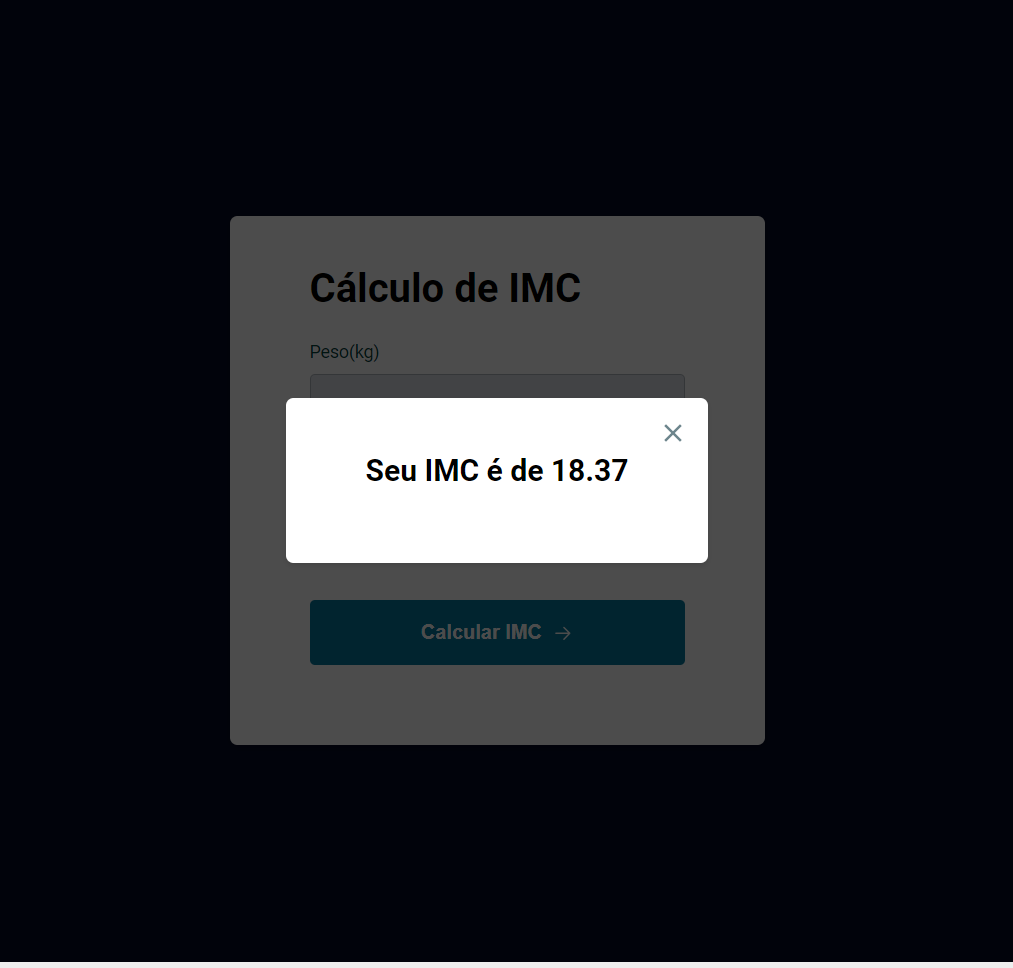 Cálculo de IMC
Peso(kg)
Seu IMC é de 18.37
Calcular IMC